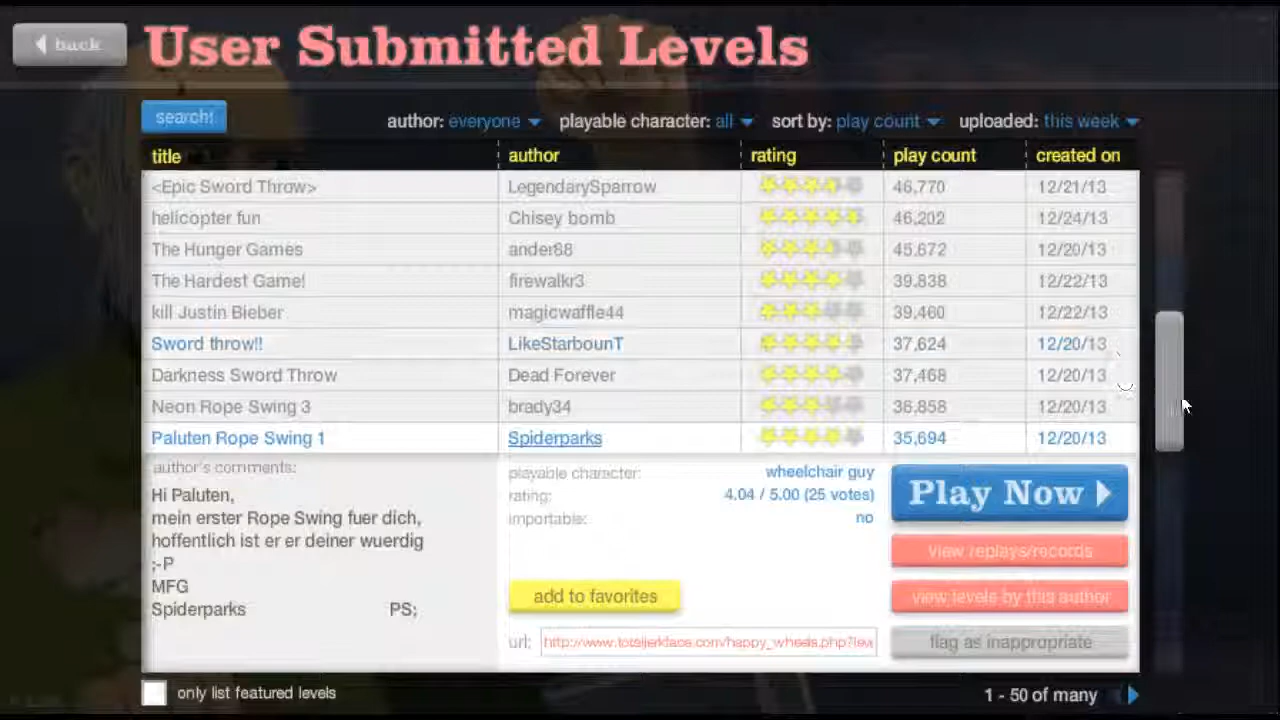 back
User Submitted Levels
search!
author: everyone playable character: all sort by: play count uploaded: this week
title author rating play count created on
<Epic Sword Throw> LegendarySparrow 46,770 12/21/13
helicopter fun Chisey bomb 46,202 12/24/13
The Hunger Games ander88 45,672 12/20/13
The Hardest Game! firewalkr3 39,838 12/22/13
kill Justin Bieber magicwaffle44 39,460 12/22/13
Sword throw!! LikeStarbounT 37,624 12/20/13
Darkness Sword Throw Dead Forever 37,468 12/20/13
Neon Rope Swing 3 brady34 36,858 12/20/13
Paluten Rope Swing 1 Spiderparks 35,694 12/20/13
author's comments:
Hi Paluten,
mein erster Rope Swing fuer dich,
hoffentlich ist er er deiner wuerdig
;-P
MFG
Spiderparks PS;
playable character: wheelchair guy
rating: 4.04 / 5.00 (25 votes)
importable: no
add to favorites
url: http://www.totaljerkface.com/happy_wheels.php?lev
Play Now
view replays/records
view levels by this author
flag as inappropriate
only list featured levels
1 - 50 of many